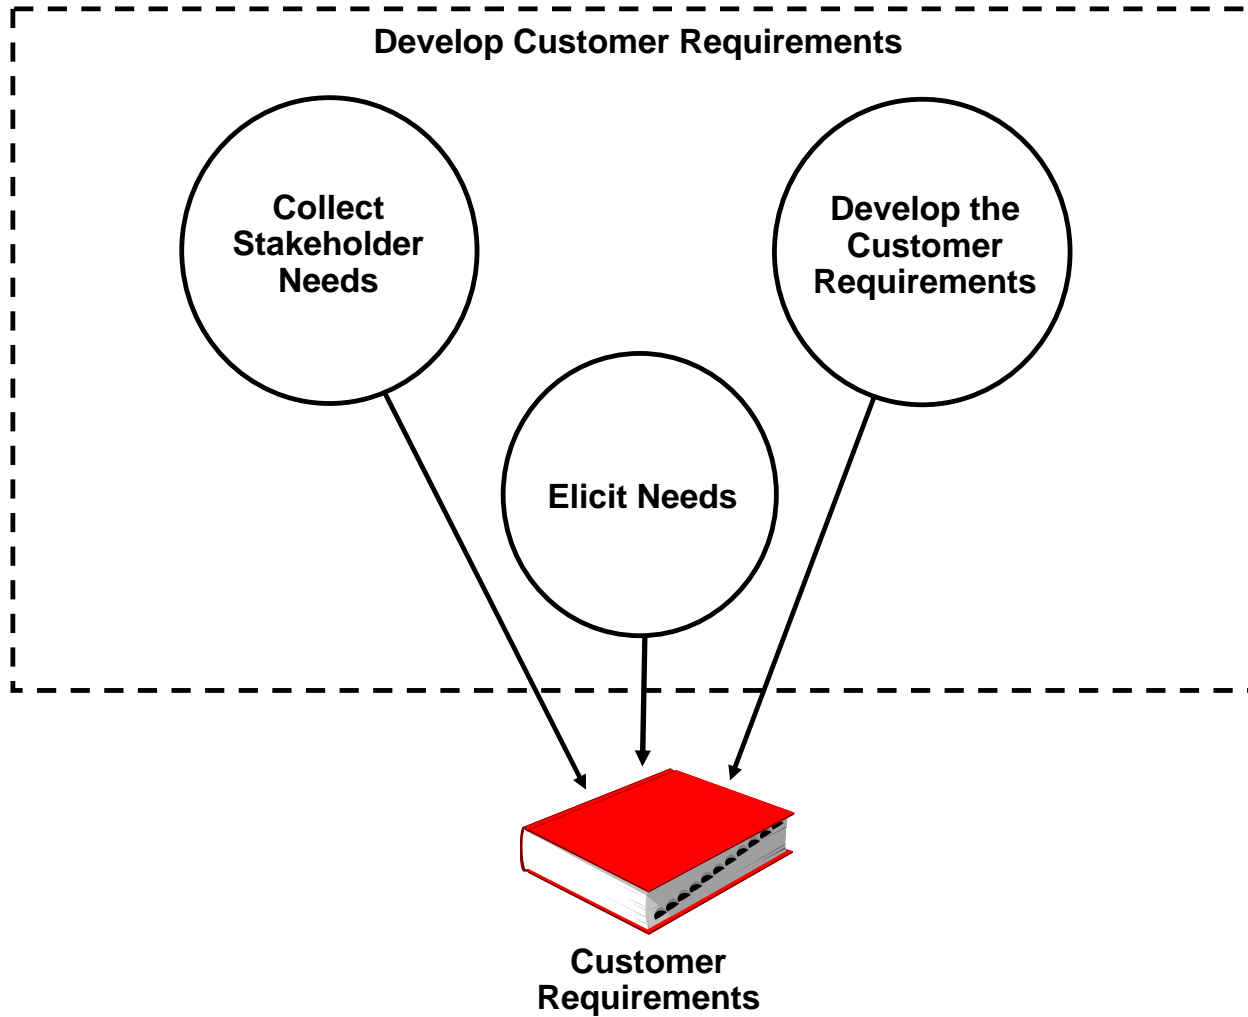 Develop Customer Requirements
Collect
Stakeholder
Needs
Develop the
Customer
Requirements
Elicit Needs
Customer
Requirements